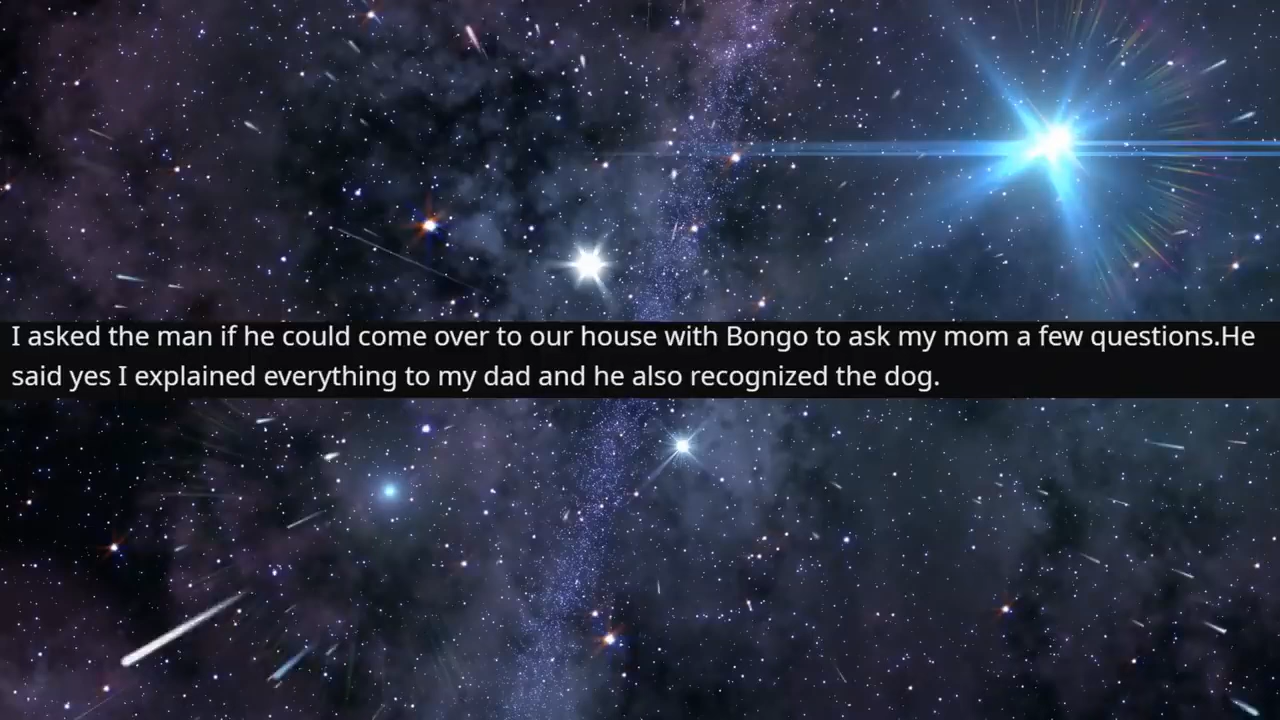 I asked the man if he could come over to our house with Bongo to ask my mom a few questions.He
said yes I explained everything to my dad and he also recognized the dog.